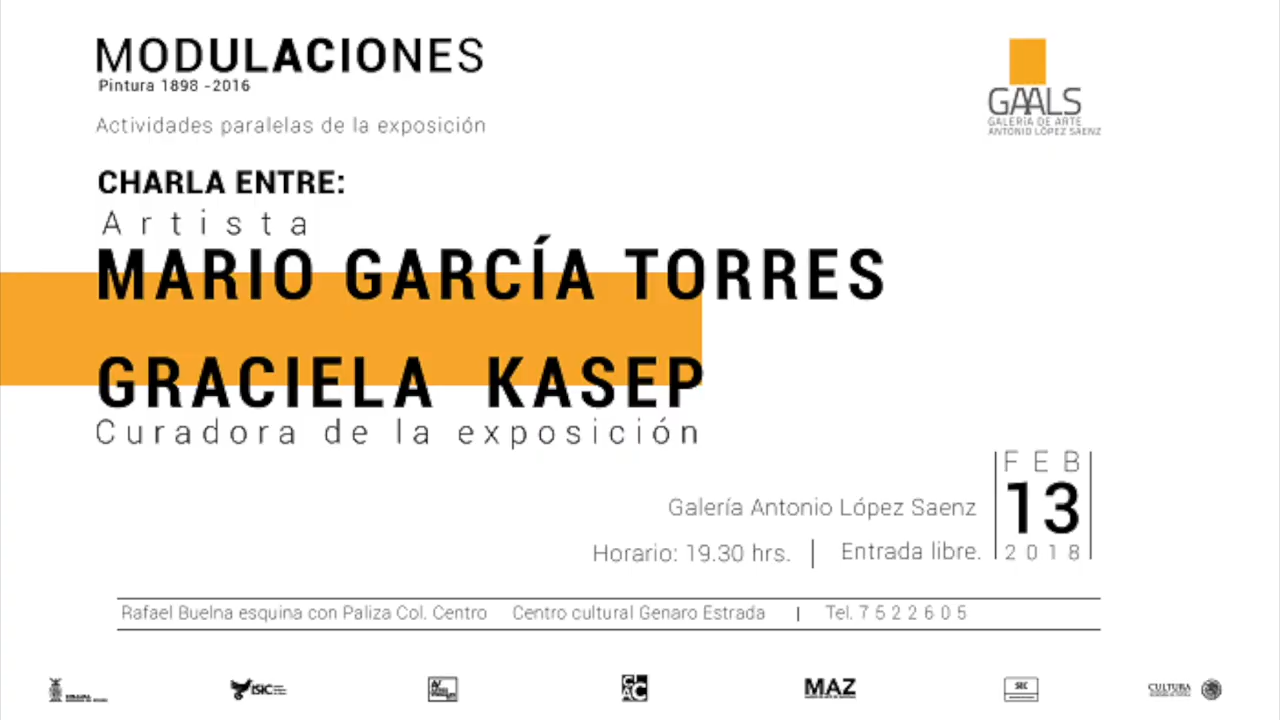 MODULACIONES
Pintura 1898 -2016
Actividades paralelas de la exposición
GAALS
GALERÍA DE ARTE
ANTONIO LÓPEZ SÁENZ
CHARLA ENTRE:
Artista
MARIO GARCÍA TORRES
GRACIELA KASEP
Curadora de la exposición
FEB
13
2018
Galería Antonio López Saenz
Horario: 19.30 hrs. | Entrada libre.
Rafael Buelna esquina con Paliza Col. Centro Centro cultural Genaro Estrada | Tel. 7 5 2 2 6 0 5
ISIC
CAC
MAZ
SEC
CULTURA